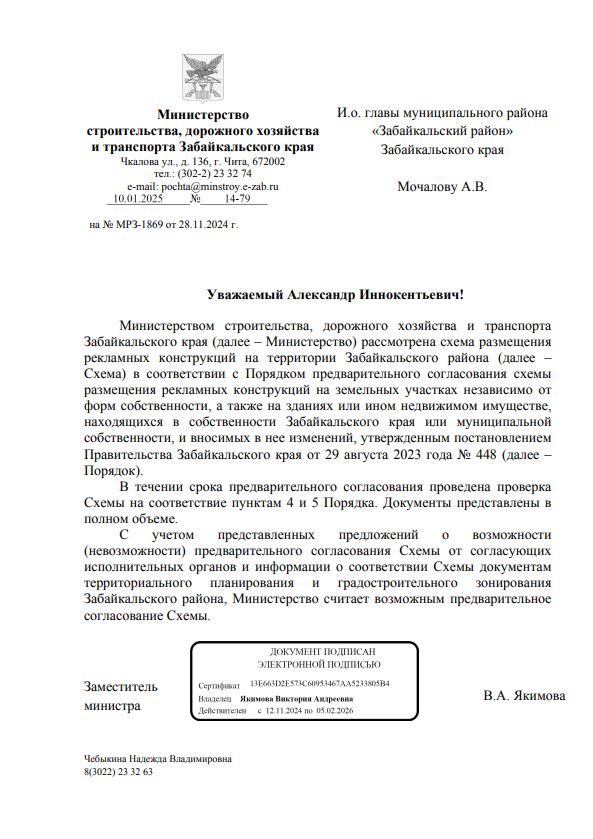 Министерство
строительства, дорожного хозяйства
и транспорта Забайкальского края
Чкалова ул., д. 136, г. Чита, 672002
тел.: (302-2) 23 32 74
e-mail: pochta@minstroy.e-zab.ru
10.01.2025 № 14-79
на № МРЗ-1869 от 28.11.2024 г.
И.о. главы муниципального района
«Забайкальский район»
Забайкальского края
Мочалову А.В.
Уважаемый Александр Иннокентьевич!
Министерством строительства, дорожного хозяйства и транспорта
Забайкальского края (далее – Министерство) рассмотрена схема размещения
рекламных конструкций на территории Забайкальского района (далее –
Схема) в соответствии с Порядком предварительного согласования схемы
размещения рекламных конструкций на земельных участках независимо от
форм собственности, а также на зданиях или ином недвижимом имуществе,
находящихся в собственности Забайкальского края или муниципальной
собственности, и вносимых в нее изменений, утвержденным постановлением
Правительства Забайкальского края от 29 августа 2023 года № 448 (далее –
Порядок).
В течении срока предварительного согласования проведена проверка
Схемы на соответствие пунктам 4 и 5 Порядка. Документы представлены в
полном объеме.
С учетом представленных предложений о возможности
(невозможности) предварительного согласования Схемы от согласующих
исполнительных органов и информации о соответствии Схемы документам
территориального планирования и градостроительного зонирования
Забайкальского района, Министерство считает возможным предварительное
согласование Схемы.
Заместитель
министра
ДОКУМЕНТ ПОДПИСАН
ЭЛЕКТРОННОЙ ПОДПИСЬЮ
Сертификат 13E663D2E573C60953467AA5233805B4
Владелец Якимова Виктория Андреевна
Действителен с 12.11.2024 по 05.02.2026
В.А. Якимова
Чебыкина Надежда Владимировна
8(3022) 23 32 63